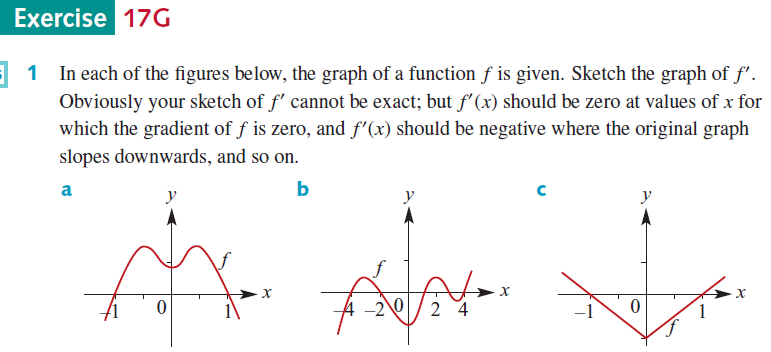 Exercise 17G
1 In each of the figures below, the graph of a function f is given. Sketch the graph of f′.
Obviously your sketch of f′ cannot be exact; but f′(x) should be zero at values of x for
which the gradient of f is zero, and f′(x) should be negative where the original graph
slopes downwards, and so on.
a b c
y y y
f f
x x x
−1 0 1 −4 −2 0 2 4 −1 0 1
f